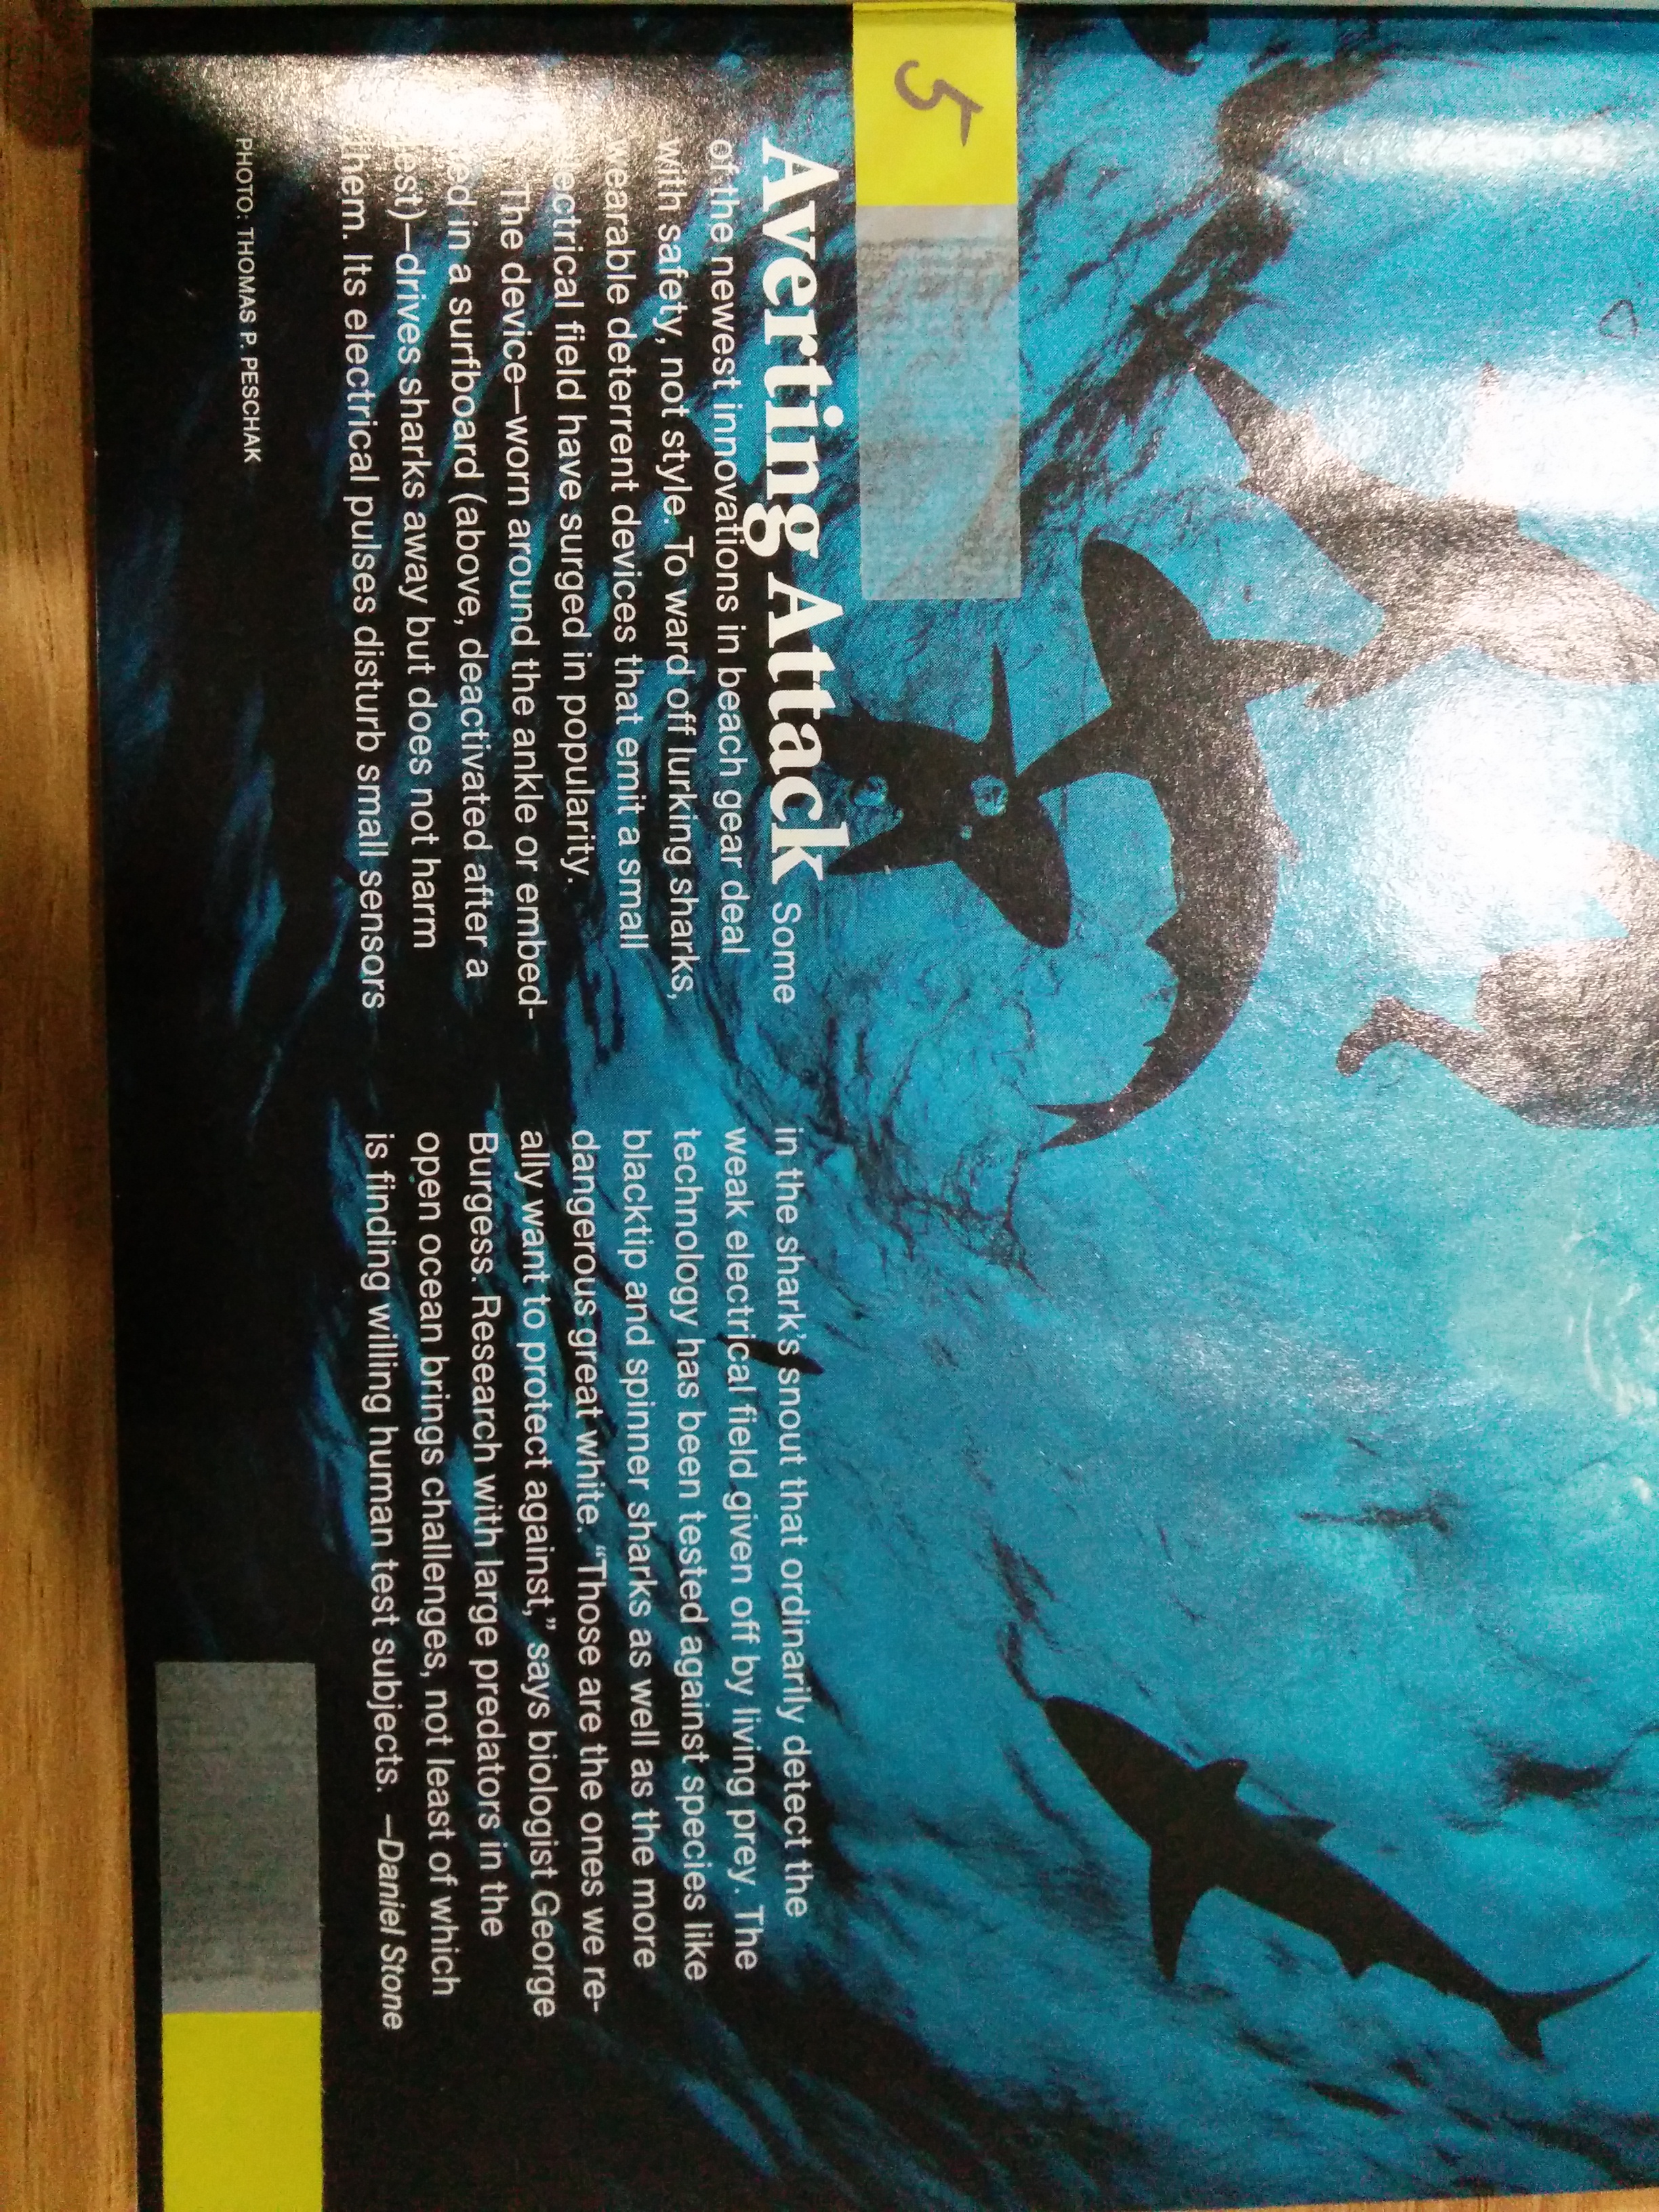 5
Averting Attack Some
of the newest innovations in beach gear deal
with safety, not style. To ward off lurking sharks,
wearable deterrent devices that emit a small
electrical field have surged in popularity.
The device—worn around the ankle or embed-
ded in a surfboard (above, deactivated after a
test)—drives sharks away but does not harm
them. Its electrical pulses disturb small sensors
in the shark's snout that ordinarily detect the
weak electrical field given off by living prey. The
technology has been tested against species like
blacktip and spinner sharks as well as the more
dangerous great white. “Those are the ones we re-
ally want to protect against,” says biologist George
Burgess. Research with large predators in the
open ocean brings challenges, not least of which
is finding willing human test subjects. —Daniel Stone
PHOTO: THOMAS P. PESCHAK